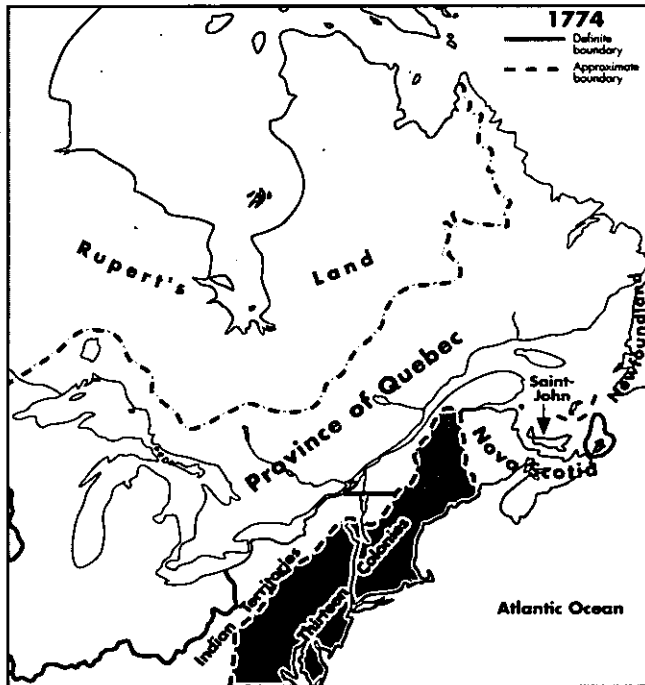 1774
Definite
boundary
Approximate
boundary
Rupert's Land
Province of Quebec
Newfoundland
Saint-
John
Nova Scotia
Indian Territories
Thirteen Colonies
Atlantic Ocean